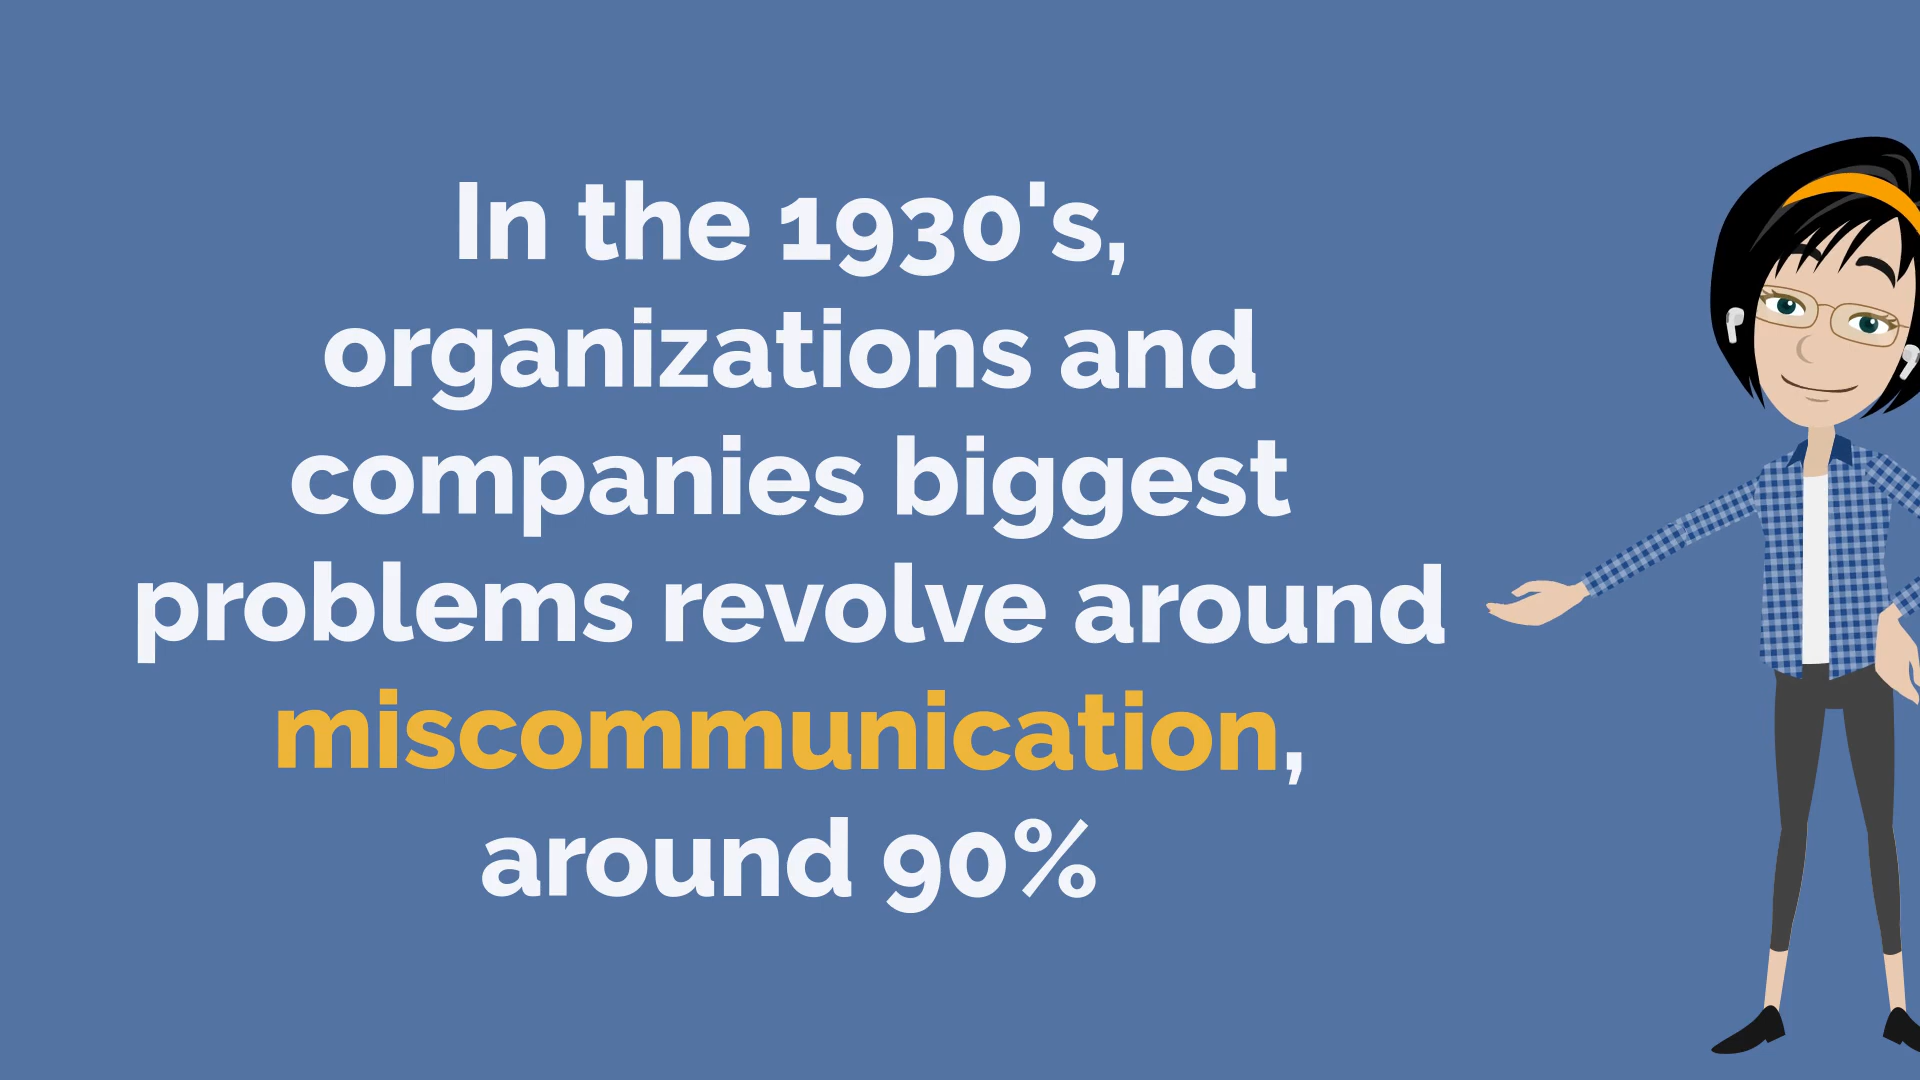 In the 1930's,
organizations and
companies biggest
problems revolve around
miscommunication,
around 90%